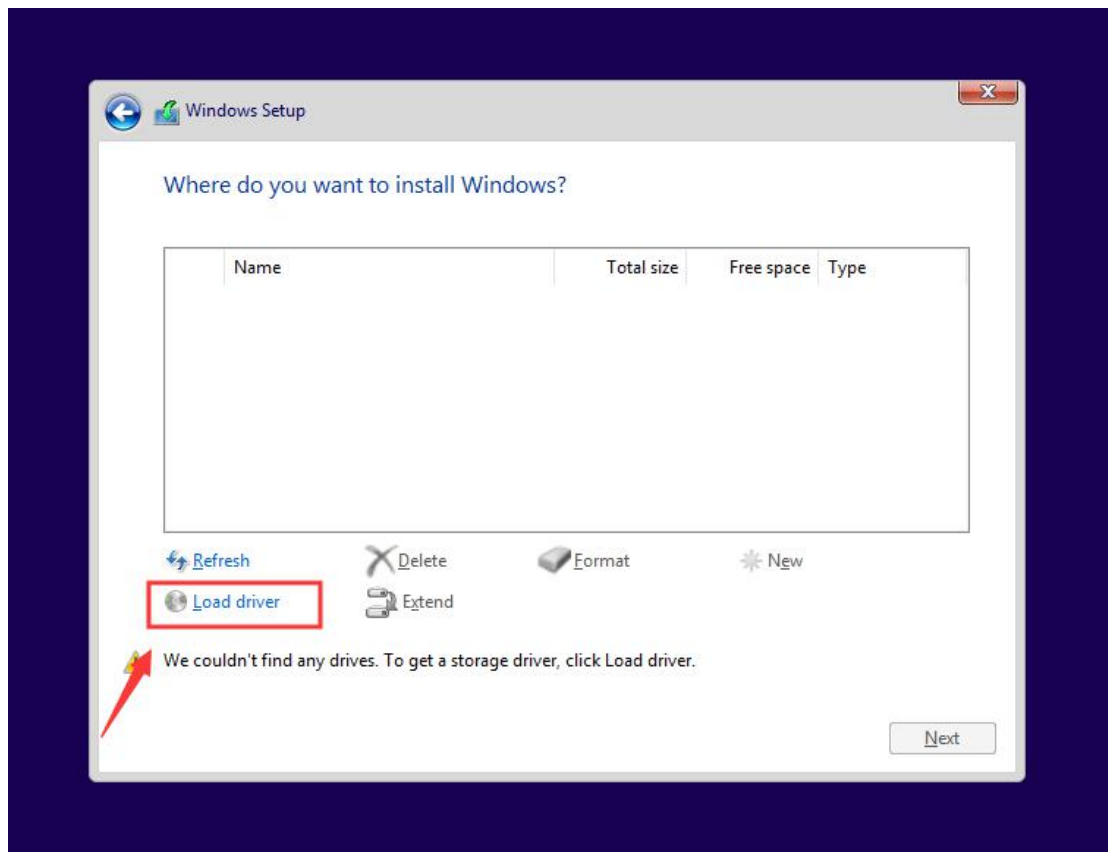 Windows Setup
Where do you want to install Windows?
Name Total size Free space Type
Refresh Delete Format New
Load driver Extend
We couldn't find any drives. To get a storage driver, click Load driver.
Next